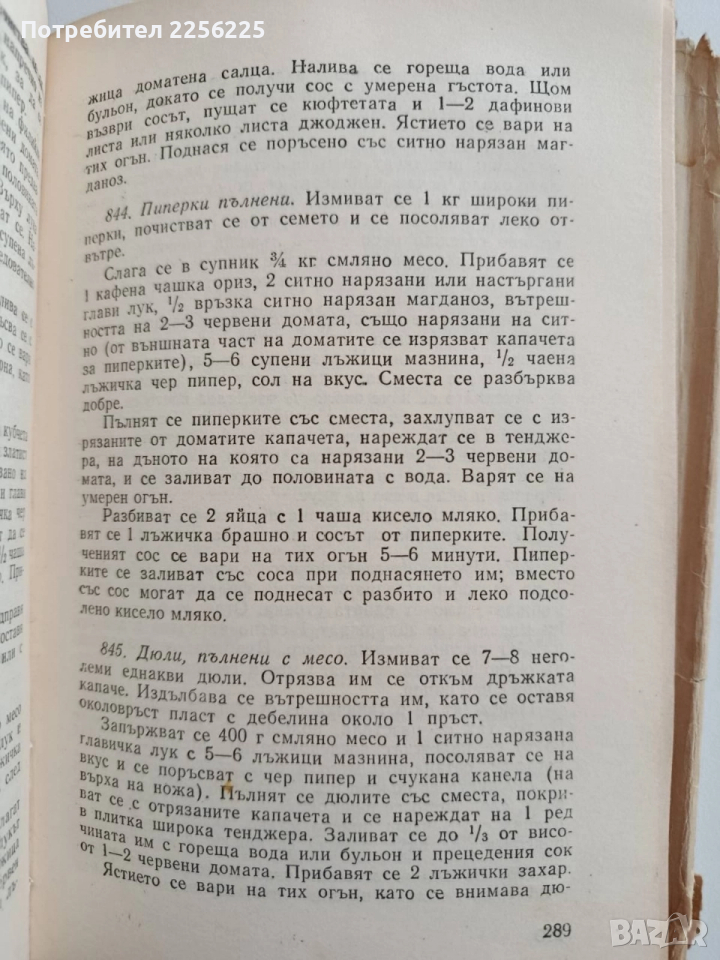 Потребител 2256225
жица доматена салца. Налива се гореща вода или
бульон, докато се получи сос с умерена гъстота. Щом
възври сосът, пущат се кюфтетата и 1—2 дафинови
листа или няколко листа джоджен. Ястието се вари на
тих огън. Поднася се поръсено със ситно нарязан маг-
даноз.
844. Пиперки пълнени. Измиват се 1 кг широки пи-
перки, почистват се от семето и се посоляват леко от-
вътре.
Слага се в супник ¾ кг смляно месо. Прибавят се
1 кафена чашка ориз, 2 ситно нарязани или настъргани
глави лук, ½ връзка ситно нарязан магданоз, вътреш-
ността на 2—3 червени домата, също нарязани на сит-
но (от външната част на доматите се изрязват капачета
за пиперките), 5—6 супени лъжици мазнина, ½ чаена
лъжичка чер пипер, сол на вкус. Сместа се разбърква
добре.
Пълнят се пиперките със сместа, захлупват се с из-
рязаните от доматите капачета, нареждат се в тендже-
ра, на дъното на която са нарязани 2—3 червени до-
мата, и се заливат до половината с вода. Варят се на
умерен огън.
Разбиват се 2 яйца с 1 чаша кисело мляко. Приба-
вят се 1 лъжичка брашно и сосът от пиперките. Полу-
ченият сос се вари на тих огън 5—6 минути. Пипер-
ките се заливат със соса при поднасянето им; вместо
със сос могат да се поднесат с разбито и леко подсо-
лено кисело мляко.
845. Дюли, пълнени с месо. Измиват се 7—8 него-
леми еднакви дюли. Отрязва им се откъм дръжката
капаче. Издълбава се вътрешността им, като се оставя
околовръст пласт с дебелина около 1 пръст.
Запържват се 400 г смляно месо и 1 ситно нарязана
главичка лук с 5—6 лъжици мазнина, посоляват се на
вкус и се поръсват с чер пипер и счукана канела (на
върха на ножа). Пълнят се дюлите със сместа, покри-
ват се с отрязаните капачета и се нареждат на 1 ред
в плитка широка тенджера. Заливат се до ⅓ от висо-
чината им с гореща вода или бульон и прецедения сок
от 1—2 червени домата. Прибавят се 2 лъжички захар.
Ястието се вари на тих огън, като се внимава дю-
289
BAZAR